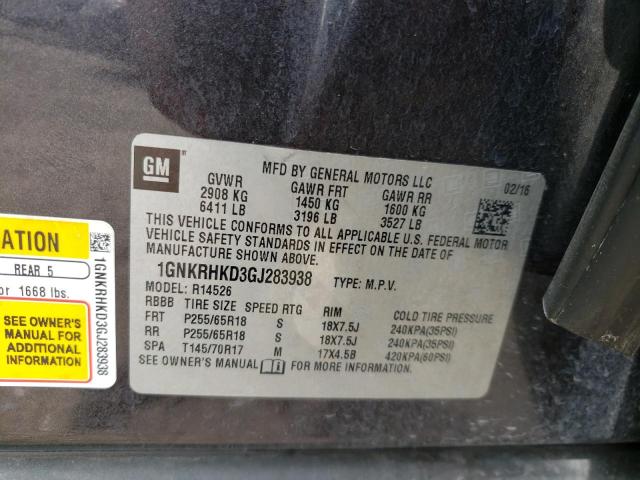 GM
MFD BY GENERAL MOTORS LLC
02/16
GVWR GAWR FRT GAWR RR
2908 KG 1450 KG 1600 KG
6411 LB 3196 LB 3527 LB
THIS VEHICLE CONFORMS TO ALL APPLICABLE U.S. FEDERAL MOTOR
VEHICLE SAFETY STANDARDS IN EFFECT ON THE DATE OF
MANUFACTURE SHOWN ABOVE.
1GNKRHKD3GJ283938 TYPE: M.P.V.
MODEL: R14526
RBBB TIRE SIZE SPEED RTG RIM COLD TIRE PRESSURE
FRT P255/65R18 S 18X7.5J 240KPA(35PSI)
RR P255/65R18 S 18X7.5J 240KPA(35PSI)
SPA T145/70R17 M 17X4.5B 420KPA(60PSI)
SEE OWNER'S MANUAL FOR MORE INFORMATION.
ATION
REAR 5
or 1668 lbs.
SEE OWNER'S
MANUAL FOR
ADDITIONAL
INFORMATION
1GNKRHKD3GJ283938